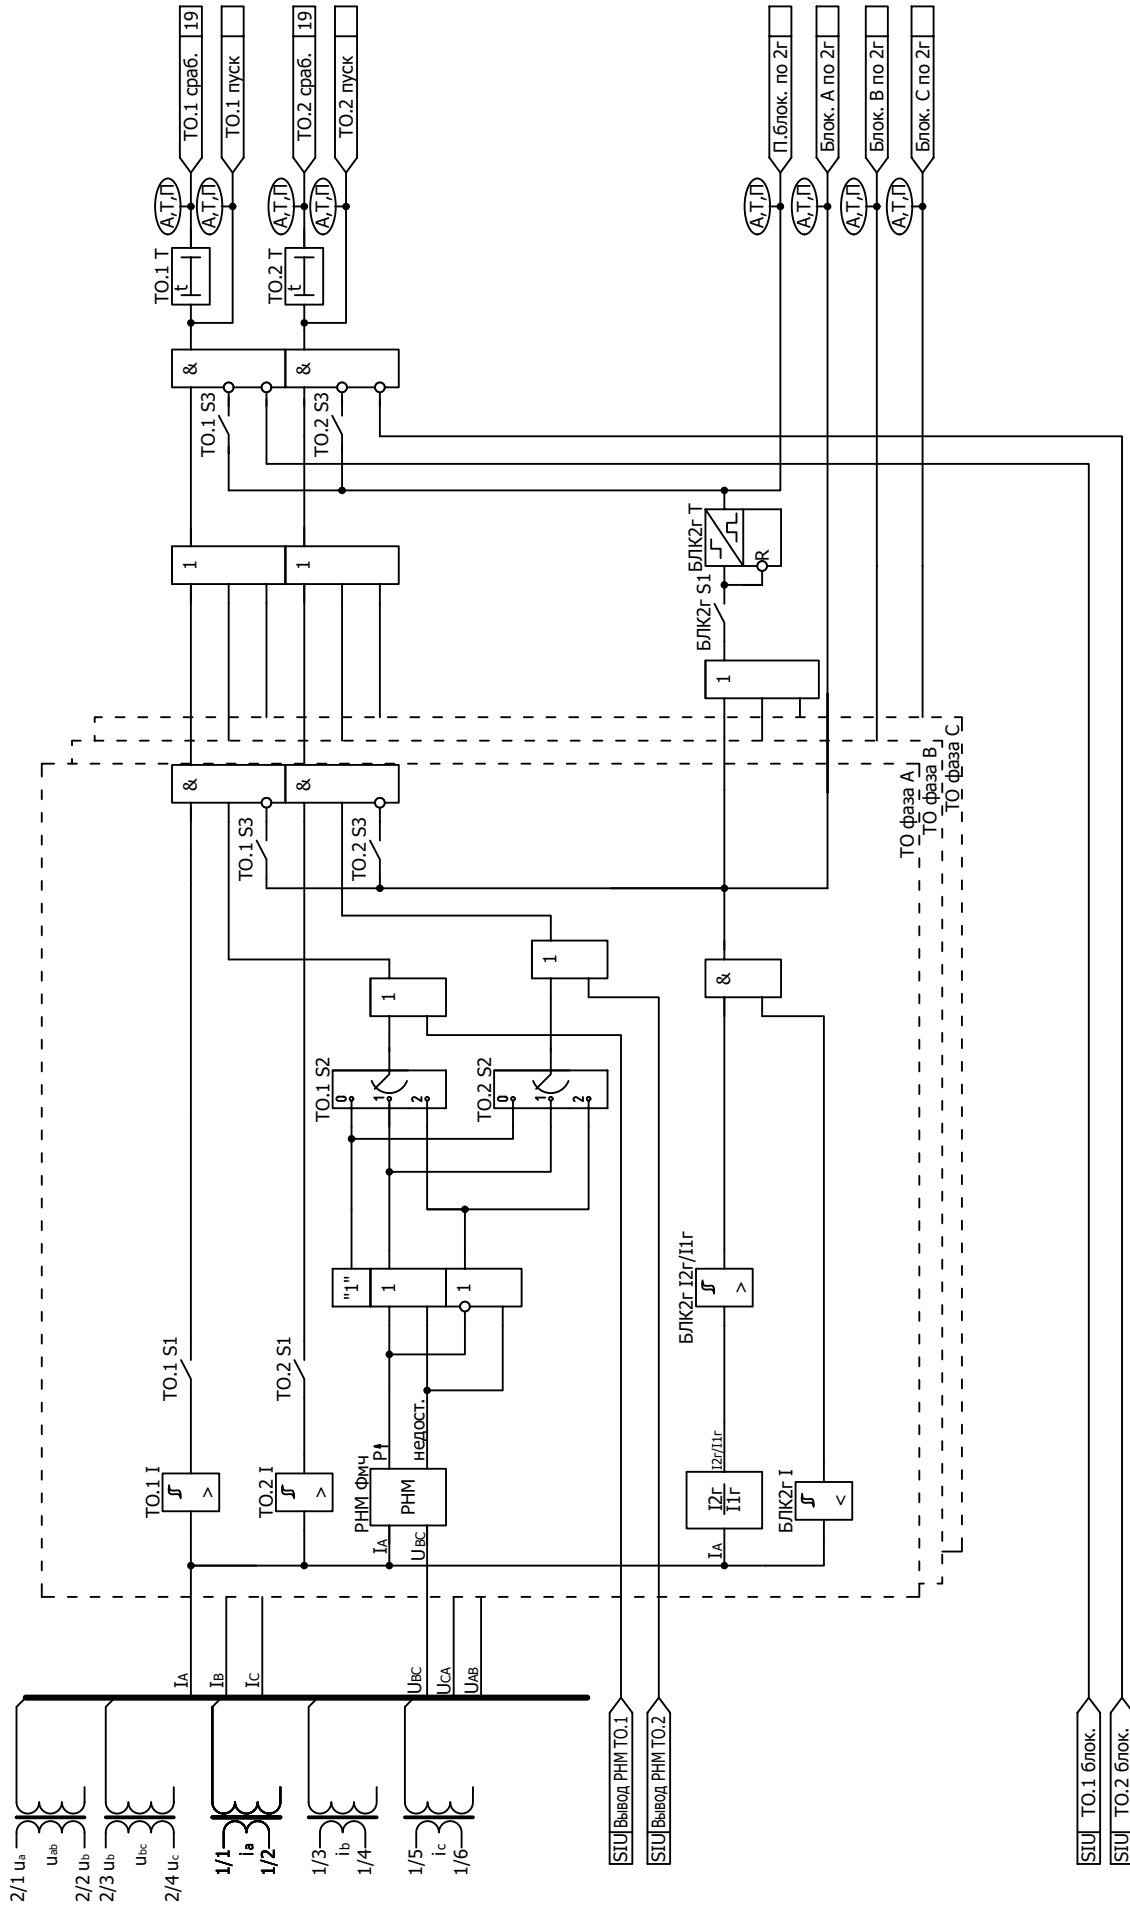 2/1 ua
uab
2/2 ub
2/3 ub
ubc
2/4 uc
1/1
ia
1/2
1/3
ib
1/4
1/5
ic
1/6
IA
IB
IC
UBC
UCA
UAB
SIU Вывод РНМ ТО.1
SIU Вывод РНМ ТО.2
SIU ТО.1 блок.
SIU ТО.2 блок.
ТО.1 I
>
ТО.1 S1
ТО.2 I
>
ТО.2 S1
РНМ Фмч
IA
UBC
РНМ
P
недост.
"1"
1
1
ТО.1 S2
0
1
2
ТО.2 S2
0
1
2
1
1
IA
I2г
I1г
I2г/I1г
БЛК2г I2г/I1г
>
БЛК2г I
<
&
ТО.1 S3
ТО.2 S3
&
&
ТО фаза А
ТО фаза В
ТО фаза С
1
1
1
БЛК2г S1
БЛК2г Т
R
ТО.1 S3
ТО.2 S3
&
&
ТО.1 Т
t
ТО.2 Т
t
А,Т,П
А,Т,П
А,Т,П
А,Т,П
А,Т,П
А,Т,П
А,Т,П
А,Т,П
ТО.1 сраб. 19
ТО.1 пуск
ТО.2 сраб. 19
ТО.2 пуск
П.блок. по 2г
Блок. А по 2г
Блок. В по 2г
Блок. С по 2г